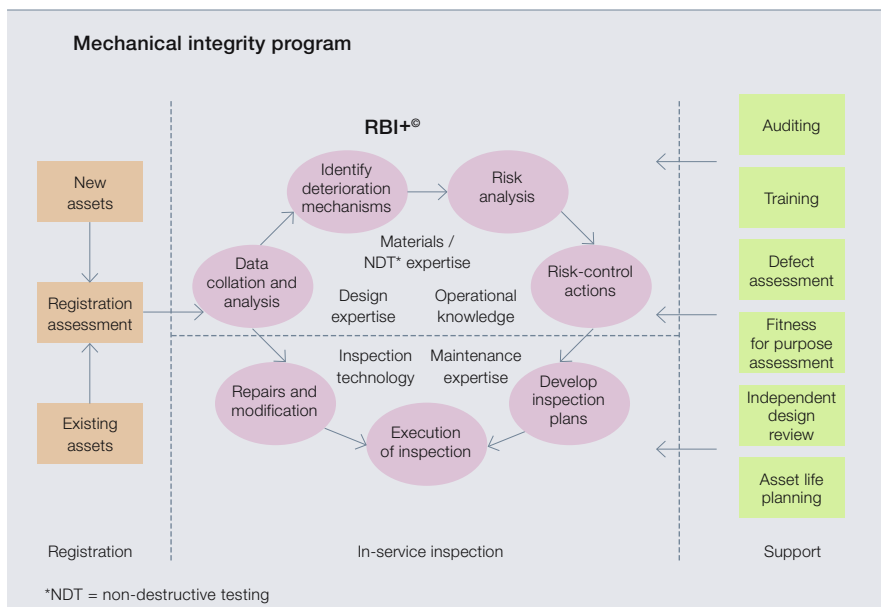 Mechanical integrity program
RBI+©
New
assets
Registration
assessment
Existing
assets
Identify
deterioration
mechanisms
Risk
analysis
Materials /
NDT* expertise
Data
collation and
analysis
Design
expertise
Operational
knowledge
Risk-control
actions
Inspection
technology
Maintenance
expertise
Repairs and
modification
Execution
of inspection
Develop
inspection
plans
Auditing
Training
Defect
assessment
Fitness
for purpose
assessment
Independent
design
review
Asset life
planning
Registration
In-service inspection
Support
*NDT = non-destructive testing